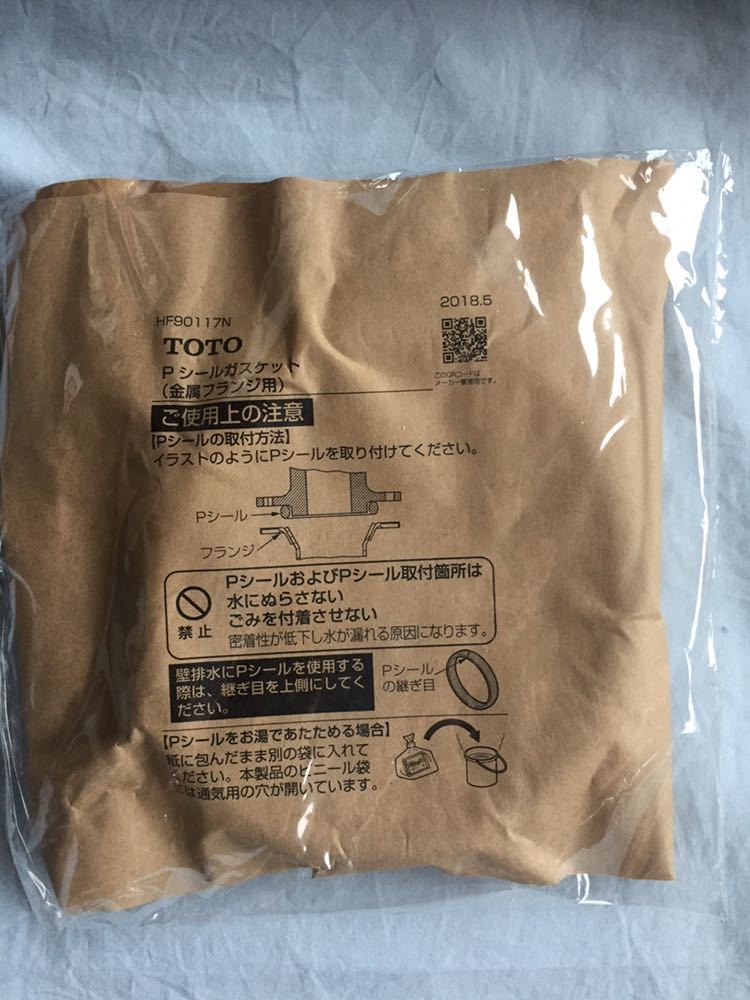 2018.5
HF90117N
TOTO
Pシールガスケット
(金属フランジ用)
このQRコードは
メーカー管理用です。
ご使用上の注意
【Pシールの取付方法】
イラストのようにPシールを取り付けてください。
Pシール
フランジ
禁止
PシールおよびPシール取付箇所は
水にぬらさない
ごみを付着させない
密着性が低下し水が漏れる原因になります。
壁排水にPシールを使用する
際は、継ぎ目を上側にしてく
ださい。
Pシール
の継ぎ目
【Pシールをお湯であたためる場合】
紙に包んだまま別の袋に入れて
ください。本製品のビニール袋
には通気用の穴が開いています。